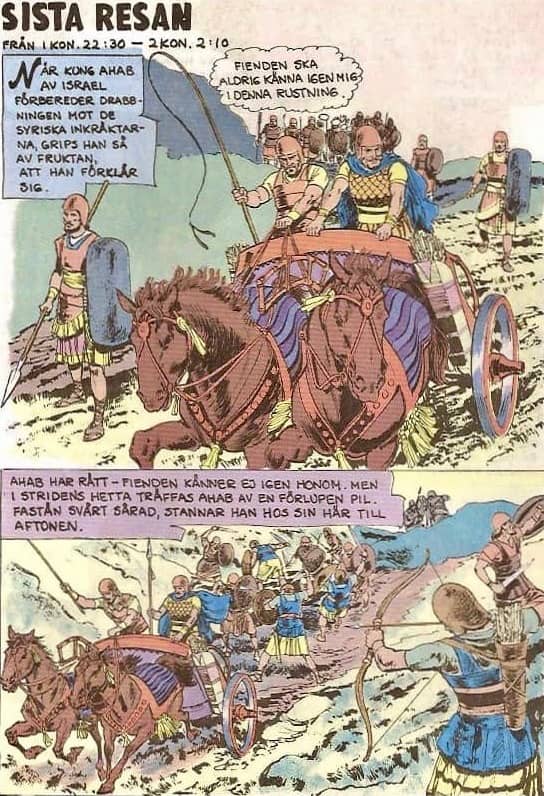 SISTA RESAN
FRÅN 1 KON. 22:30 – 2 KON. 2:10
NÄR KUNG AHAB
AV ISRAEL
FÖRBEREDER DRABB-
NINGEN MOT DE
SYRISKA INKRÄKTAR-
NA, GRIPS HAN SÅ
AV FRUKTAN,
ATT HAN FÖRKLÄR
SIG.
FIENDEN SKA
ALDRIG KÄNNA IGEN MIG
I DENNA RUSTNING.
AHAB HAR RÄTT – FIENDEN KÄNNER EJ IGEN HONOM. MEN
I STRIDENS HETTA TRÄFFAS AHAB AV EN FÖRLUPEN PIL.
FASTÄN SVÅRT SÅRAD, STANNAR HAN HOS SIN HÄR TILL
AFTONEN.